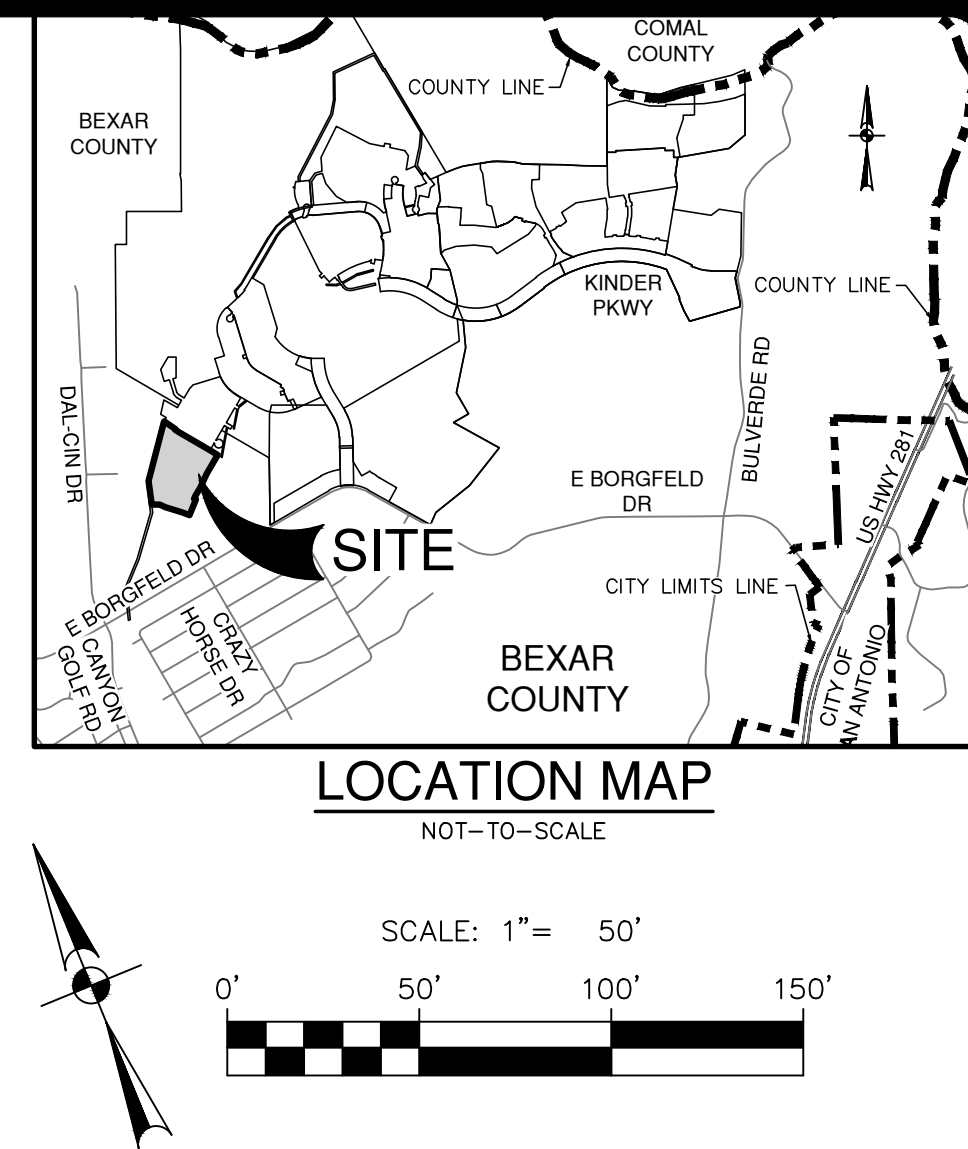 COMAL
COUNTY
COUNTY LINE
BEXAR
COUNTY
KINDER
PKWY
COUNTY LINE
DAL-CIN DR
BULVERDE RD
US HWY 281
E BORGFELD
DR
SITE
E BORGFELD DR
CITY LIMITS LINE
CRAZY
HORSE DR
CANYON
GOLF RD
BEXAR
COUNTY
CITY OF
AN ANTONIO
LOCATION MAP
NOT-TO-SCALE
SCALE: 1"= 50'
0' 50' 100' 150'